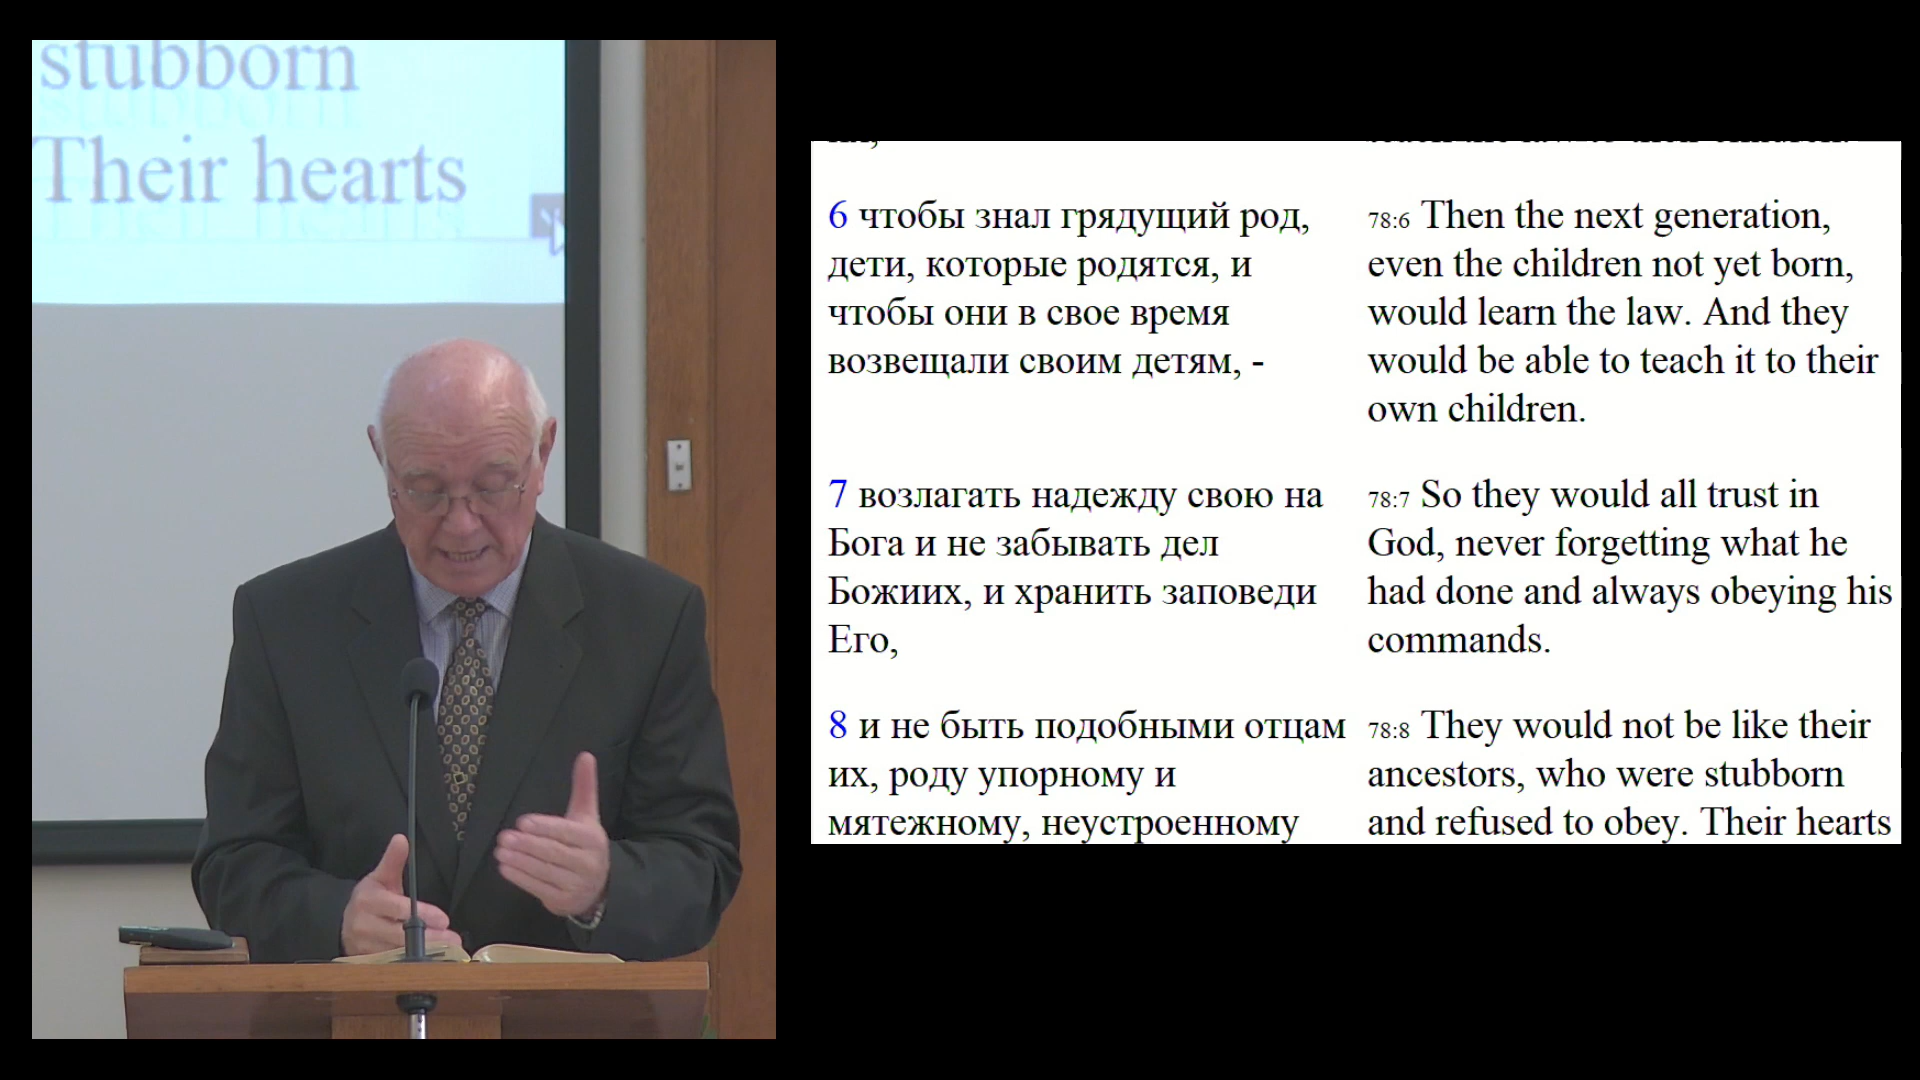 stubborn
Their hearts
6 чтобы знал грядущий род,
дети, которые родятся, и
чтобы они в свое время
возвещали своим детям, -
7 возлагать надежду свою на
Бога и не забывать дел
Божиих, и хранить заповеди
Его,
8 и не быть подобными отцам
их, роду упорному и
мятежному, неустроенному
78:6 Then the next generation,
even the children not yet born,
would learn the law. And they
would be able to teach it to their
own children.
78:7 So they would all trust in
God, never forgetting what he
had done and always obeying his
commands.
78:8 They would not be like their
ancestors, who were stubborn
and refused to obey. Their hearts